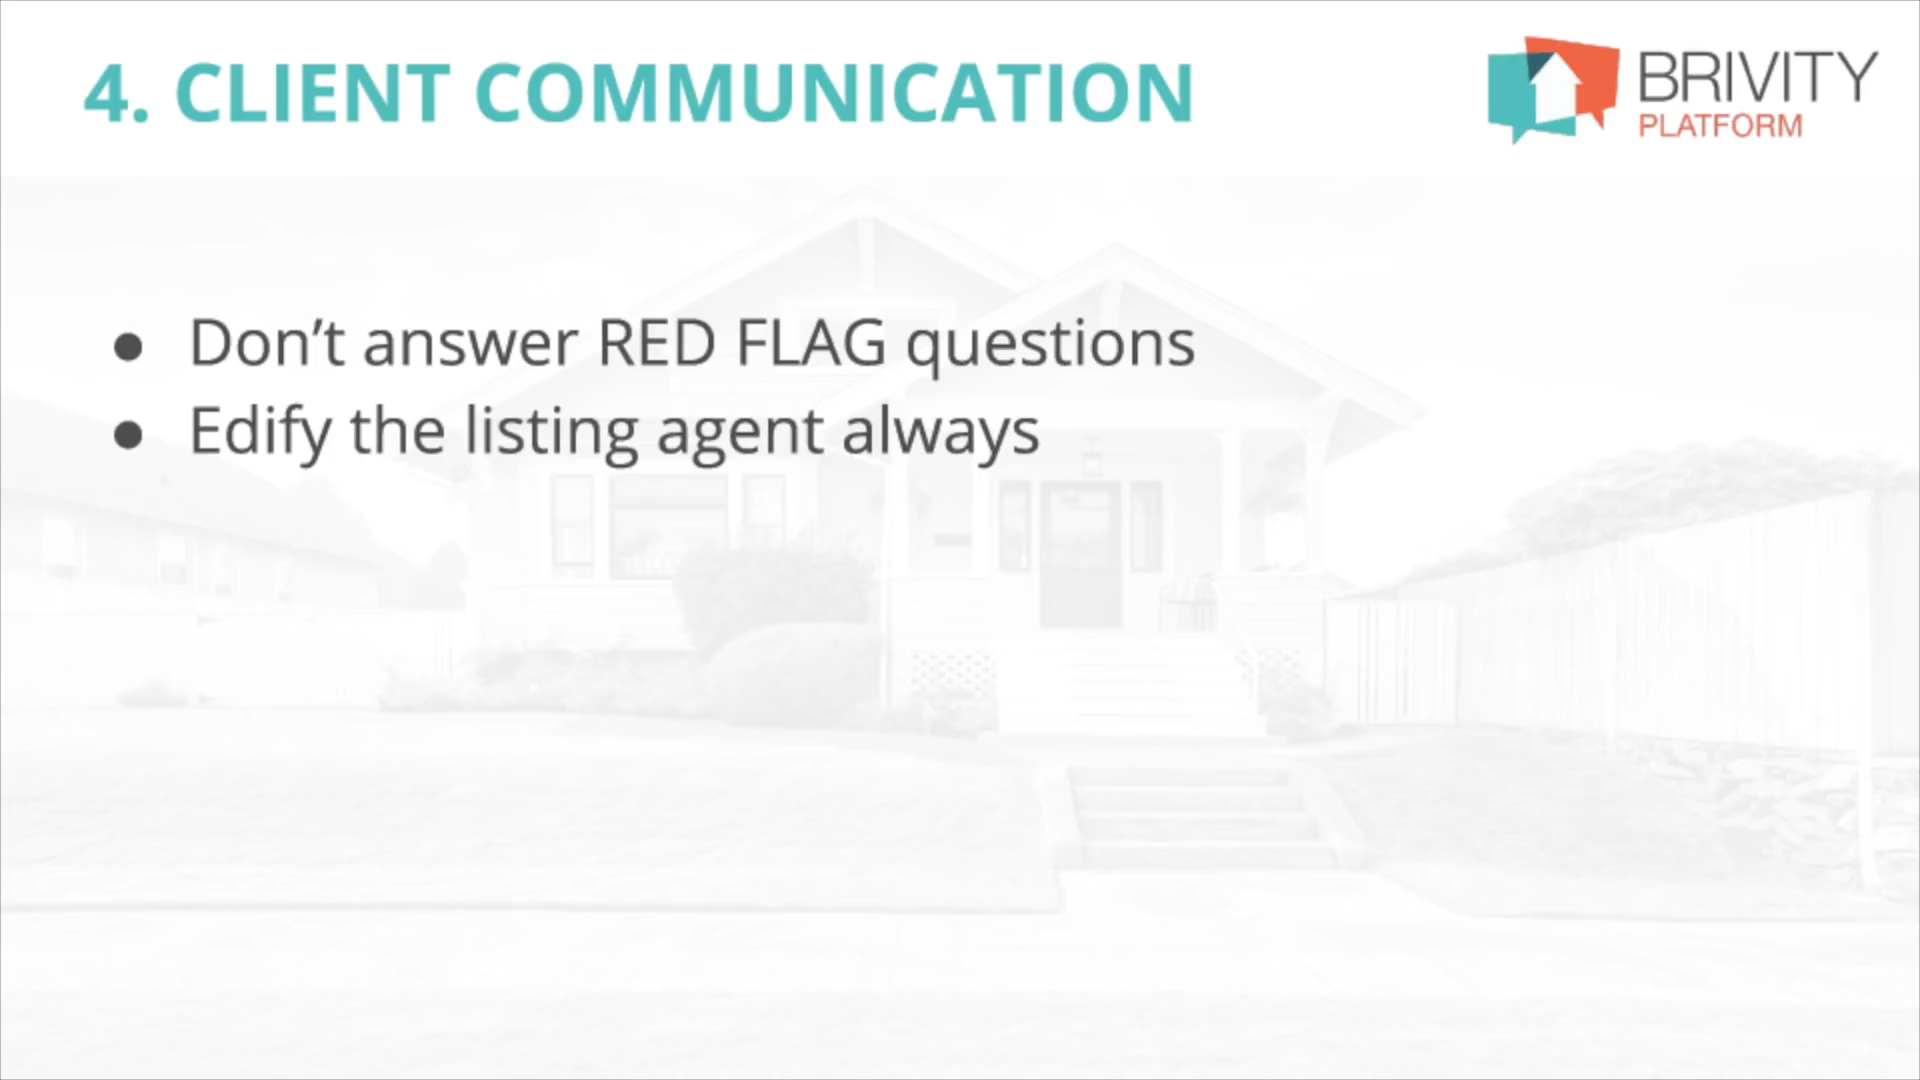 4. CLIENT COMMUNICATION
BRIVITY
PLATFORM
● Don’t answer RED FLAG questions
● Edify the listing agent always